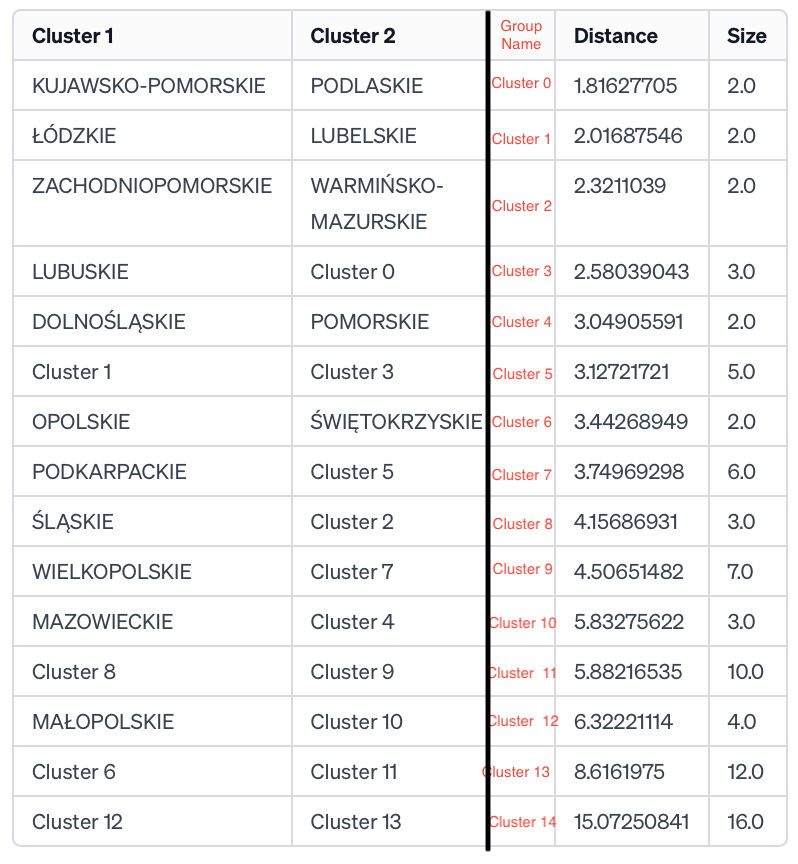 Cluster 1 Cluster 2 Group Name Distance Size
KUJAWSKO-POMORSKIE PODLASKIE Cluster 0 1.81627705 2.0
ŁÓDZKIE LUBELSKIE Cluster 1 2.01687546 2.0
ZACHODNIOPOMORSKIE WARMIŃSKO- Cluster 2 2.3211039 2.0
MAZURSKIE
LUBUSKIE Cluster 0 Cluster 3 2.58039043 3.0
DOLNOŚLĄSKIE POMORSKIE Cluster 4 3.04905591 2.0
Cluster 1 Cluster 3 Cluster 5 3.12721721 5.0
OPOLSKIE ŚWIĘTOKRZYSKIE Cluster 6 3.44268949 2.0
PODKARPACKIE Cluster 5 Cluster 7 3.74969298 6.0
ŚLĄSKIE Cluster 2 Cluster 8 4.15686931 3.0
WIELKOPOLSKIE Cluster 7 Cluster 9 4.50651482 7.0
MAZOWIECKIE Cluster 4 Cluster 10 5.83275622 3.0
Cluster 8 Cluster 9 Cluster 11 5.88216535 10.0
MAŁOPOLSKIE Cluster 10 Cluster 12 6.32221114 4.0
Cluster 6 Cluster 11 Cluster 13 8.6161975 12.0
Cluster 12 Cluster 13 Cluster 14 15.07250841 16.0